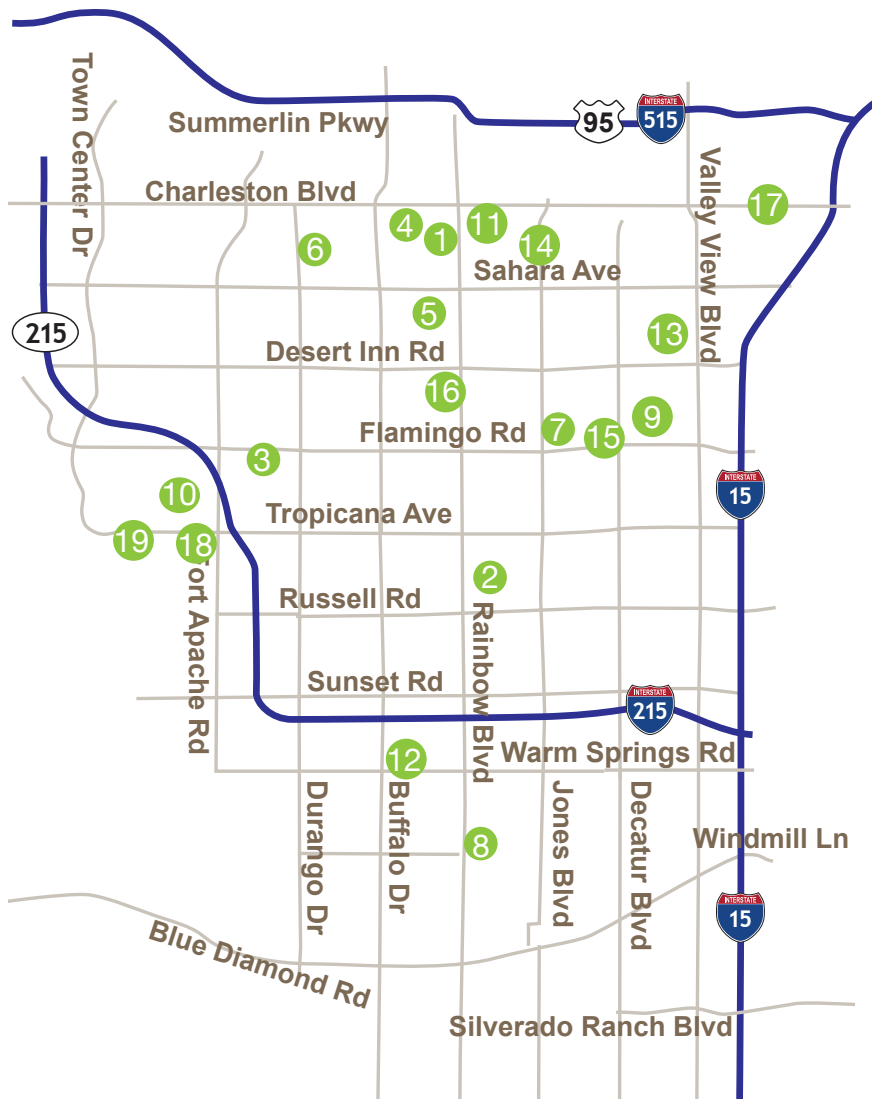 Town Center Dr
Summerlin Pkwy
95
INTERSTATE
515
Valley View Blvd
Charleston Blvd
17
4
11
1
14
6
Sahara Ave
5
215
13
Desert Inn Rd
16
9
7
15
Flamingo Rd
3
10
INTERSTATE
15
Tropicana Ave
19
18
Fort Apache Rd
2
Russell Rd
Rainbow Blvd
Sunset Rd
INTERSTATE
215
12
Warm Springs Rd
Durango Dr
Buffalo Dr
Jones Blvd
Decatur Blvd
8
Windmill Ln
INTERSTATE
15
Blue Diamond Rd
Silverado Ranch Blvd